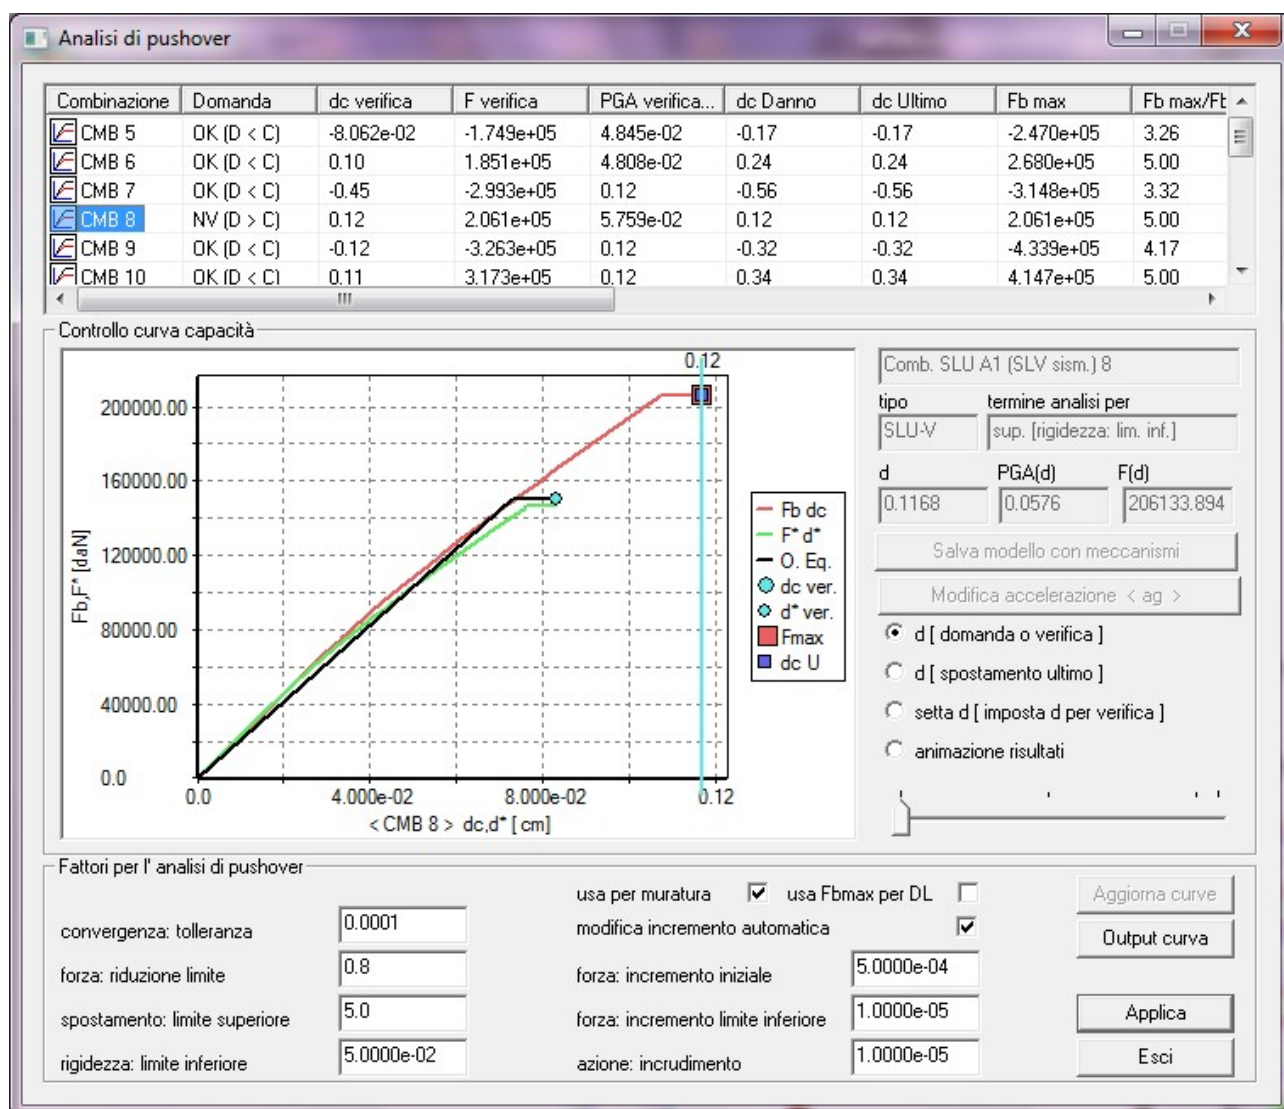 Analisi di pushover
Combinazione Domanda dc verifica F verifica PGA verifica... dc Danno dc Ultimo Fb max Fb max/Fb
CMB 5 OK (D < C) -8.062e-02 -1.749e+05 4.845e-02 -0.17 -0.17 -2.470e+05 3.26
CMB 6 OK (D < C) 0.10 1.851e+05 4.808e-02 0.24 0.24 2.680e+05 5.00
CMB 7 OK (D < C) -0.45 -2.993e+05 0.12 -0.56 -0.56 -3.148e+05 3.32
CMB 8 NV (D > C) 0.12 2.061e+05 5.759e-02 0.12 0.12 2.061e+05 5.00
CMB 9 OK (D < C) -0.12 -3.263e+05 0.12 -0.32 -0.32 -4.339e+05 4.17
CMB 10 OK (D < C) 0.11 3.173e+05 0.12 0.34 0.34 4.147e+05 5.00
Controllo curva capacità
0.12
200000.00
160000.00
120000.00
80000.00
40000.00
0.0
Fb,F* [daN]
0.0 4.000e-02 8.000e-02 0.12
< CMB 8 > dc,d* [ cm]
Fb dc
F* d*
O. Eq.
dc ver.
d* ver.
Fmax
dc U
Comb. SLU A1 (SLV sism.) 8
tipo termine analisi per
SLU-V sup. [rigidezza: lim. inf.]
d PGA(d) F(d)
0.1168 0.0576 206133.894
Salva modello con meccanismi
Modifica accelerazione < ag >
d [ domanda o verifica ]
d [ spostamento ultimo ]
setta d [ imposta d per verifica ]
animazione risultati
Fattori per l' analisi di pushover
usa per muratura usa Fbmax per DL
modifica incremento automatica
convergenza: tolleranza 0.0001
forza: riduzione limite 0.8
spostamento: limite superiore 5.0
rigidezza: limite inferiore 5.0000e-02
forza: incremento iniziale 5.0000e-04
forza: incremento limite inferiore 1.0000e-05
azione: incrudimento 1.0000e-05
Aggiorna curve
Output curva
Applica
Esci